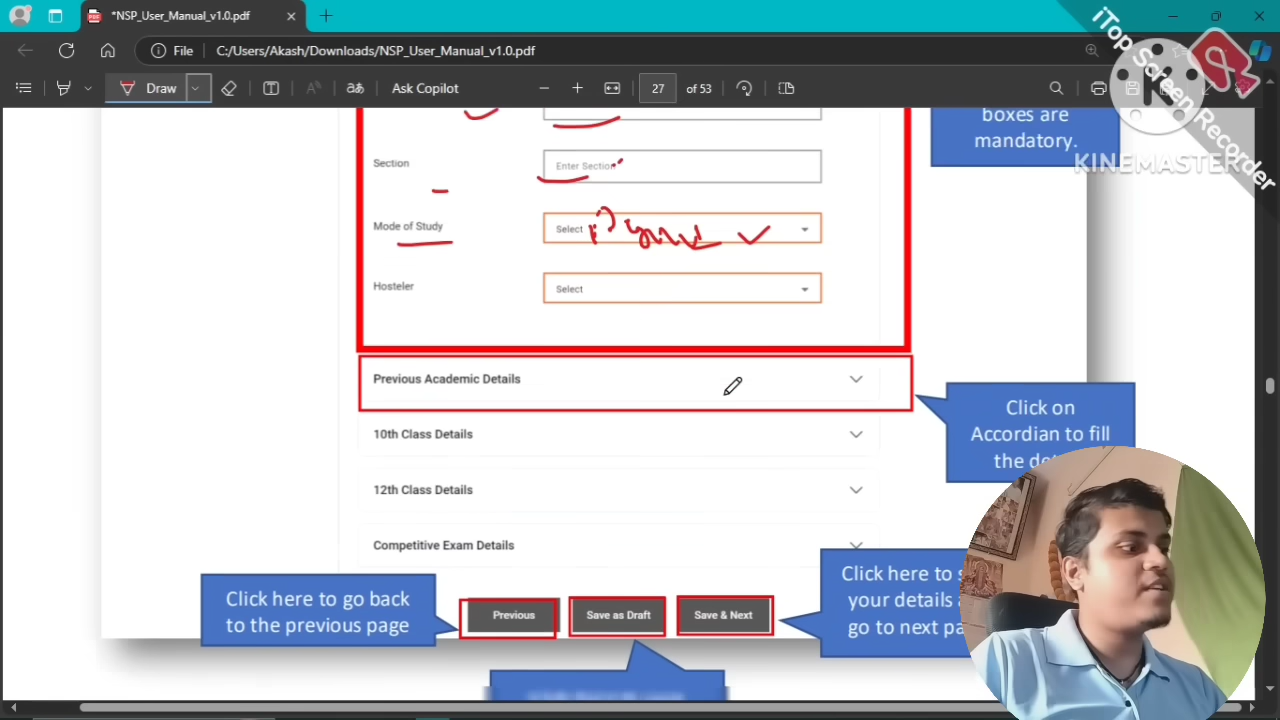 *NSP_User_Manual_v1.0.pdf
File
C:/Users/Akash/Downloads/NSP_User_Manual_v1.0.pdf
Draw
aあ
Ask Copilot
27
of 53
iTop Screen Recorder
KINEMASTER
boxes are
mandatory.
Section
Enter Section
Mode of Study
Select
Hosteler
Select
Previous Academic Details
10th Class Details
12th Class Details
Competitive Exam Details
Click on
Accordian to fill
the
Click here to go back
to the previous page
Previous
Save as Draft
Save & Next
Click here to
your details
go to next